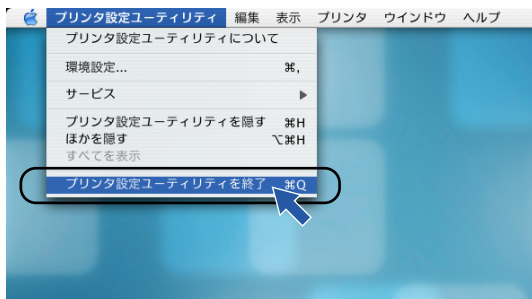 プリンタ設定ユーティリティ 編集 表示 プリンタ ウインドウ ヘルプ
プリンタ設定ユーティリティについて
環境設定... ⌘,
サービス ▶
プリンタ設定ユーティリティを隠す ⌘H
ほかを隠す ⌥⌘H
すべてを表示
プリンタ設定ユーティリティを終了 ⌘Q